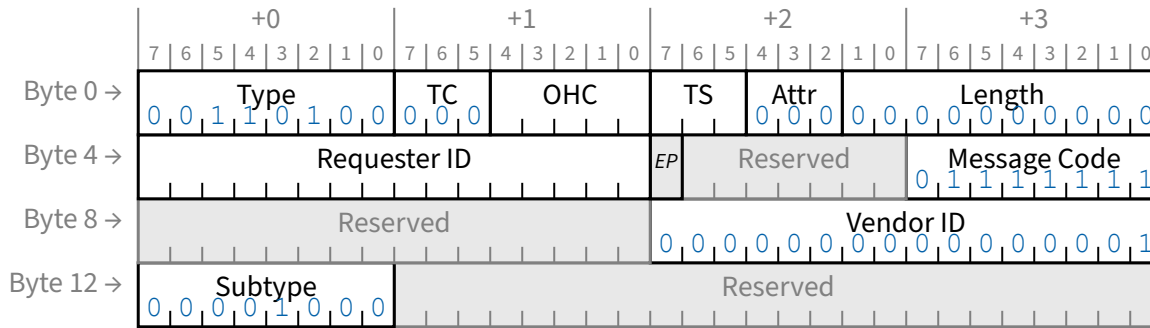 +0 +1 +2 +3
7 6 5 4 3 2 1 0 7 6 5 4 3 2 1 0 7 6 5 4 3 2 1 0 7 6 5 4 3 2 1 0
Byte 0 → Type TC OHC TS Attr Length
0 0 1 1 0 1 0 0 0 0 0 0 0 0 0 0 0 0 0 0 0 0 0 0
Byte 4 → Requester ID EP Reserved Message Code
0 1 1 1 1 1 1 1
Byte 8 → Reserved Vendor ID
0 0 0 0 0 0 0 0 0 0 0 0 0 0 0 1
Byte 12 → Subtype Reserved
0 0 0 0 1 0 0 0